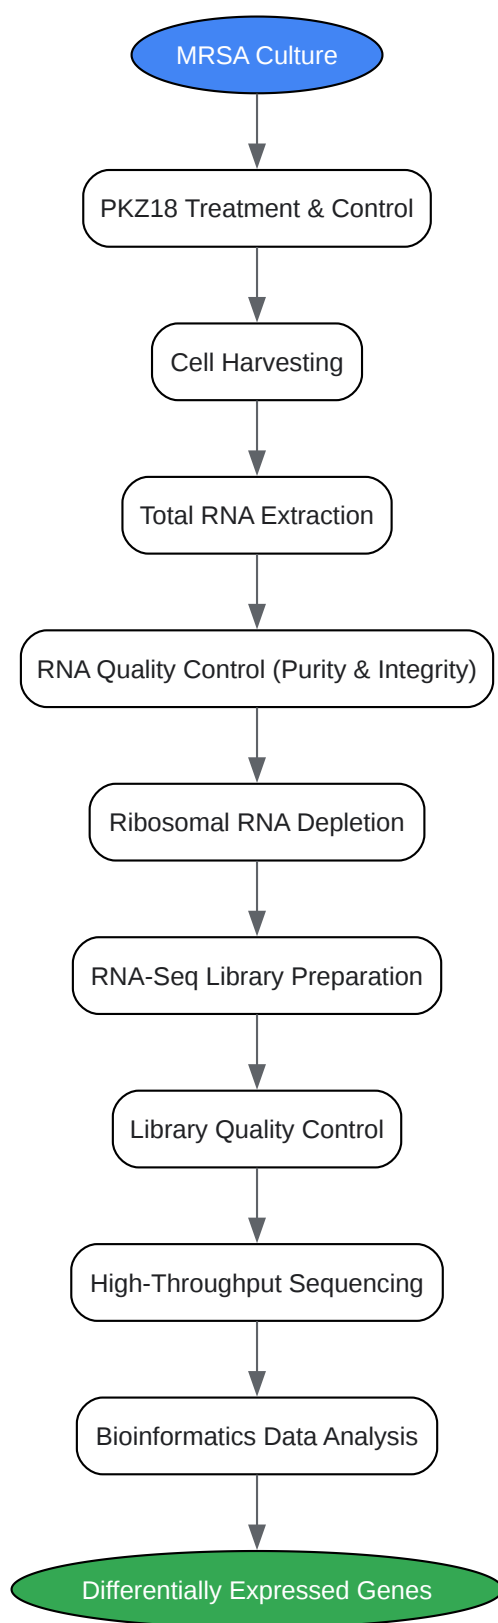 MRSA Culture
PKZ18 Treatment & Control
Cell Harvesting
Total RNA Extraction
RNA Quality Control (Purity & Integrity)
Ribosomal RNA Depletion
RNA-Seq Library Preparation
Library Quality Control
High-Throughput Sequencing
Bioinformatics Data Analysis
Differentially Expressed Genes